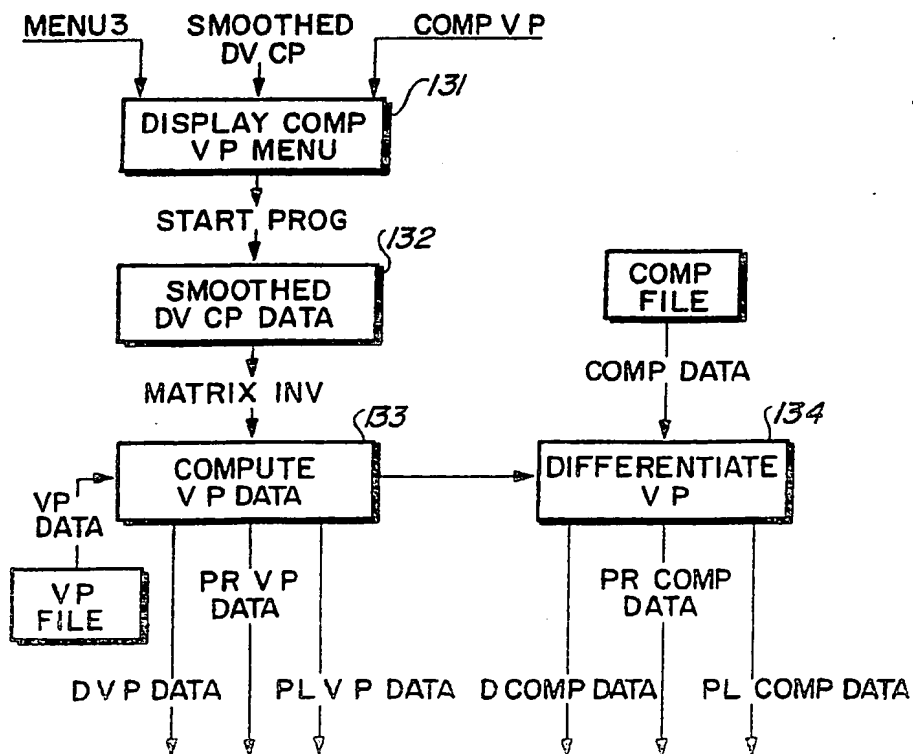 MENU3
SMOOTHED
DV CP
COMP V P
131
DISPLAY COMP
V P MENU
START PROG
132
SMOOTHED
DV CP DATA
COMP
FILE
MATRIX INV
COMP DATA
133
134
COMPUTE
V P DATA
DIFFERENTIATE
V P
VP
DATA
V P
FILE
PR V P
DATA
PR COMP
DATA
D V P DATA
PL V P DATA
D COMP DATA
PL COMP DATA